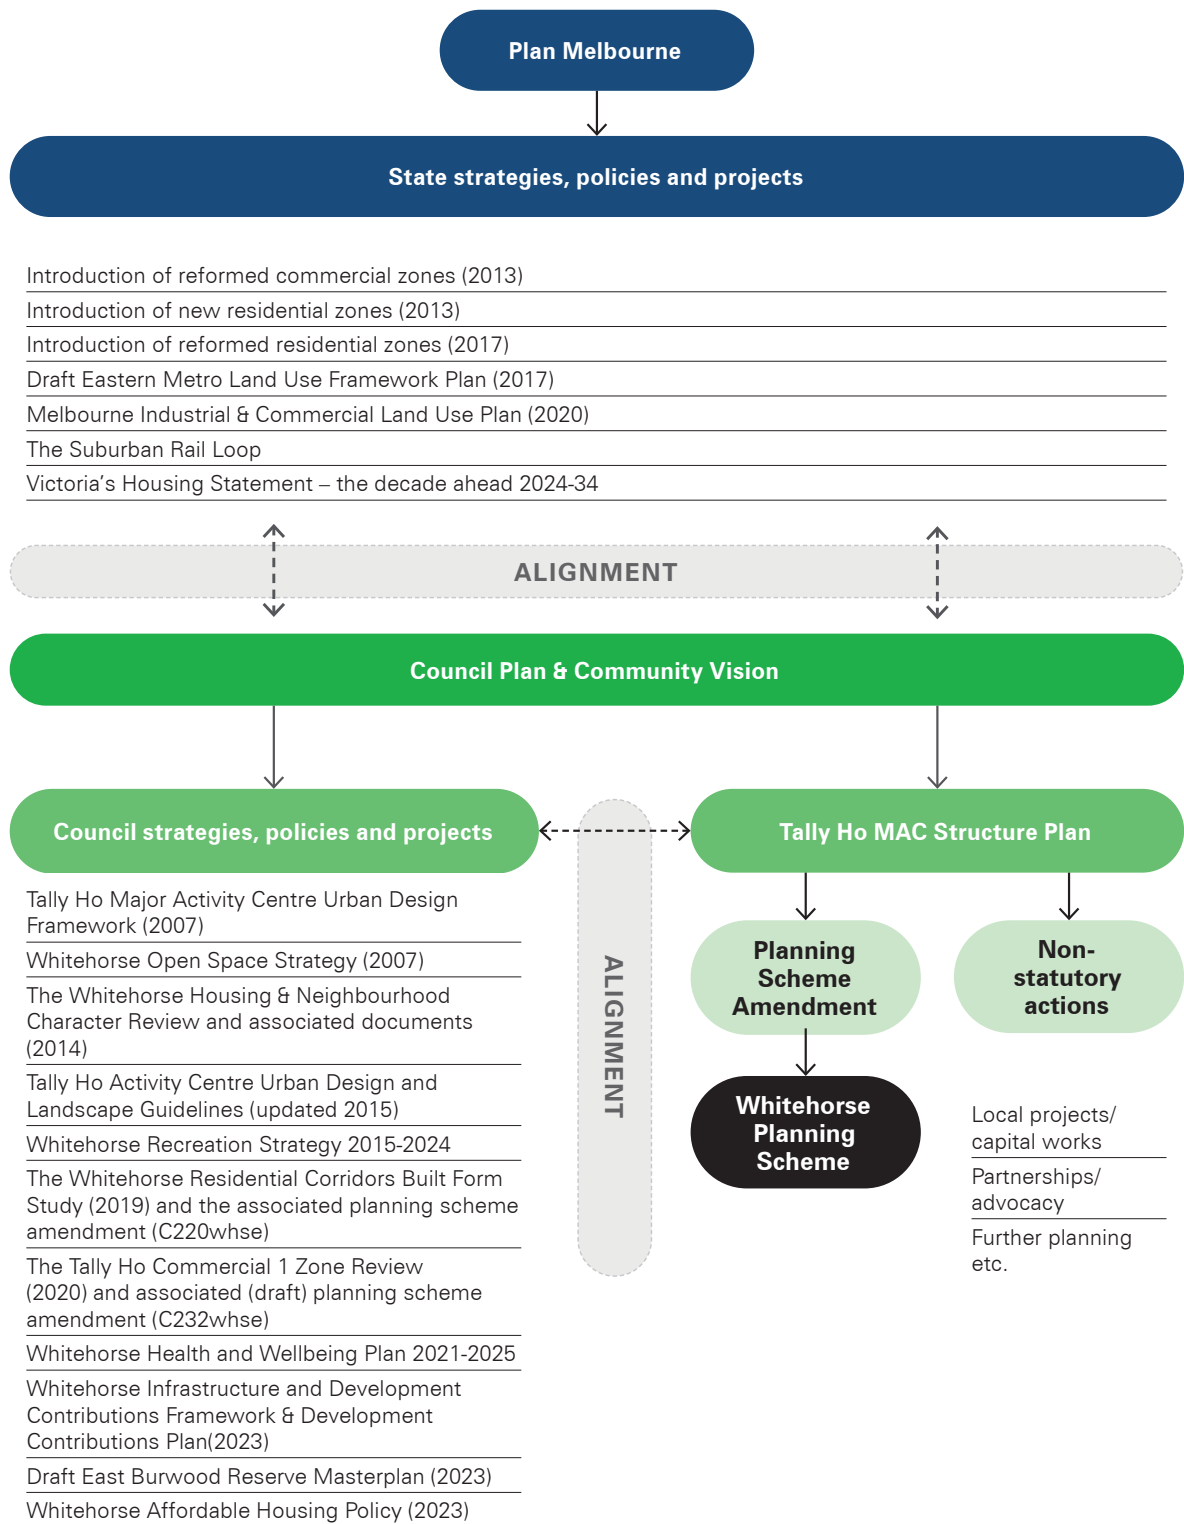 Plan Melbourne
State strategies, policies and projects
Introduction of reformed commercial zones (2013)
Introduction of new residential zones (2013)
Introduction of reformed residential zones (2017)
Draft Eastern Metro Land Use Framework Plan (2017)
Melbourne Industrial & Commercial Land Use Plan (2020)
The Suburban Rail Loop
Victoria's Housing Statement – the decade ahead 2024-34
ALIGNMENT
Council Plan & Community Vision
Council strategies, policies and projects
Tally Ho Major Activity Centre Urban Design
Framework (2007)
Whitehorse Open Space Strategy (2007)
The Whitehorse Housing & Neighbourhood
Character Review and associated documents
(2014)
Tally Ho Activity Centre Urban Design and
Landscape Guidelines (updated 2015)
Whitehorse Recreation Strategy 2015-2024
The Whitehorse Residential Corridors Built Form
Study (2019) and the associated planning scheme
amendment (C220whse)
The Tally Ho Commercial 1 Zone Review
(2020) and associated (draft) planning scheme
amendment (C232whse)
Whitehorse Health and Wellbeing Plan 2021-2025
Whitehorse Infrastructure and Development
Contributions Framework & Development
Contributions Plan(2023)
Draft East Burwood Reserve Masterplan (2023)
Whitehorse Affordable Housing Policy (2023)
ALIGNMENT
Tally Ho MAC Structure Plan
Planning
Scheme
Amendment
Whitehorse
Planning
Scheme
Non-
statutory
actions
Local projects/
capital works
Partnerships/
advocacy
Further planning
etc.